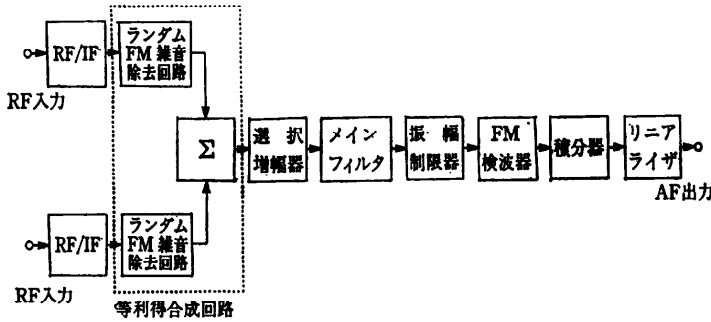 RF/IF
RF入力
ランダム
FM 雑音
除去回路
Σ
選択
増幅器
メイン
フィルタ
振幅
制限器
FM
検波器
積分器
リニア
ライザ
AF出力
RF/IF
RF入力
ランダム
FM 雑音
除去回路
等利得合成回路